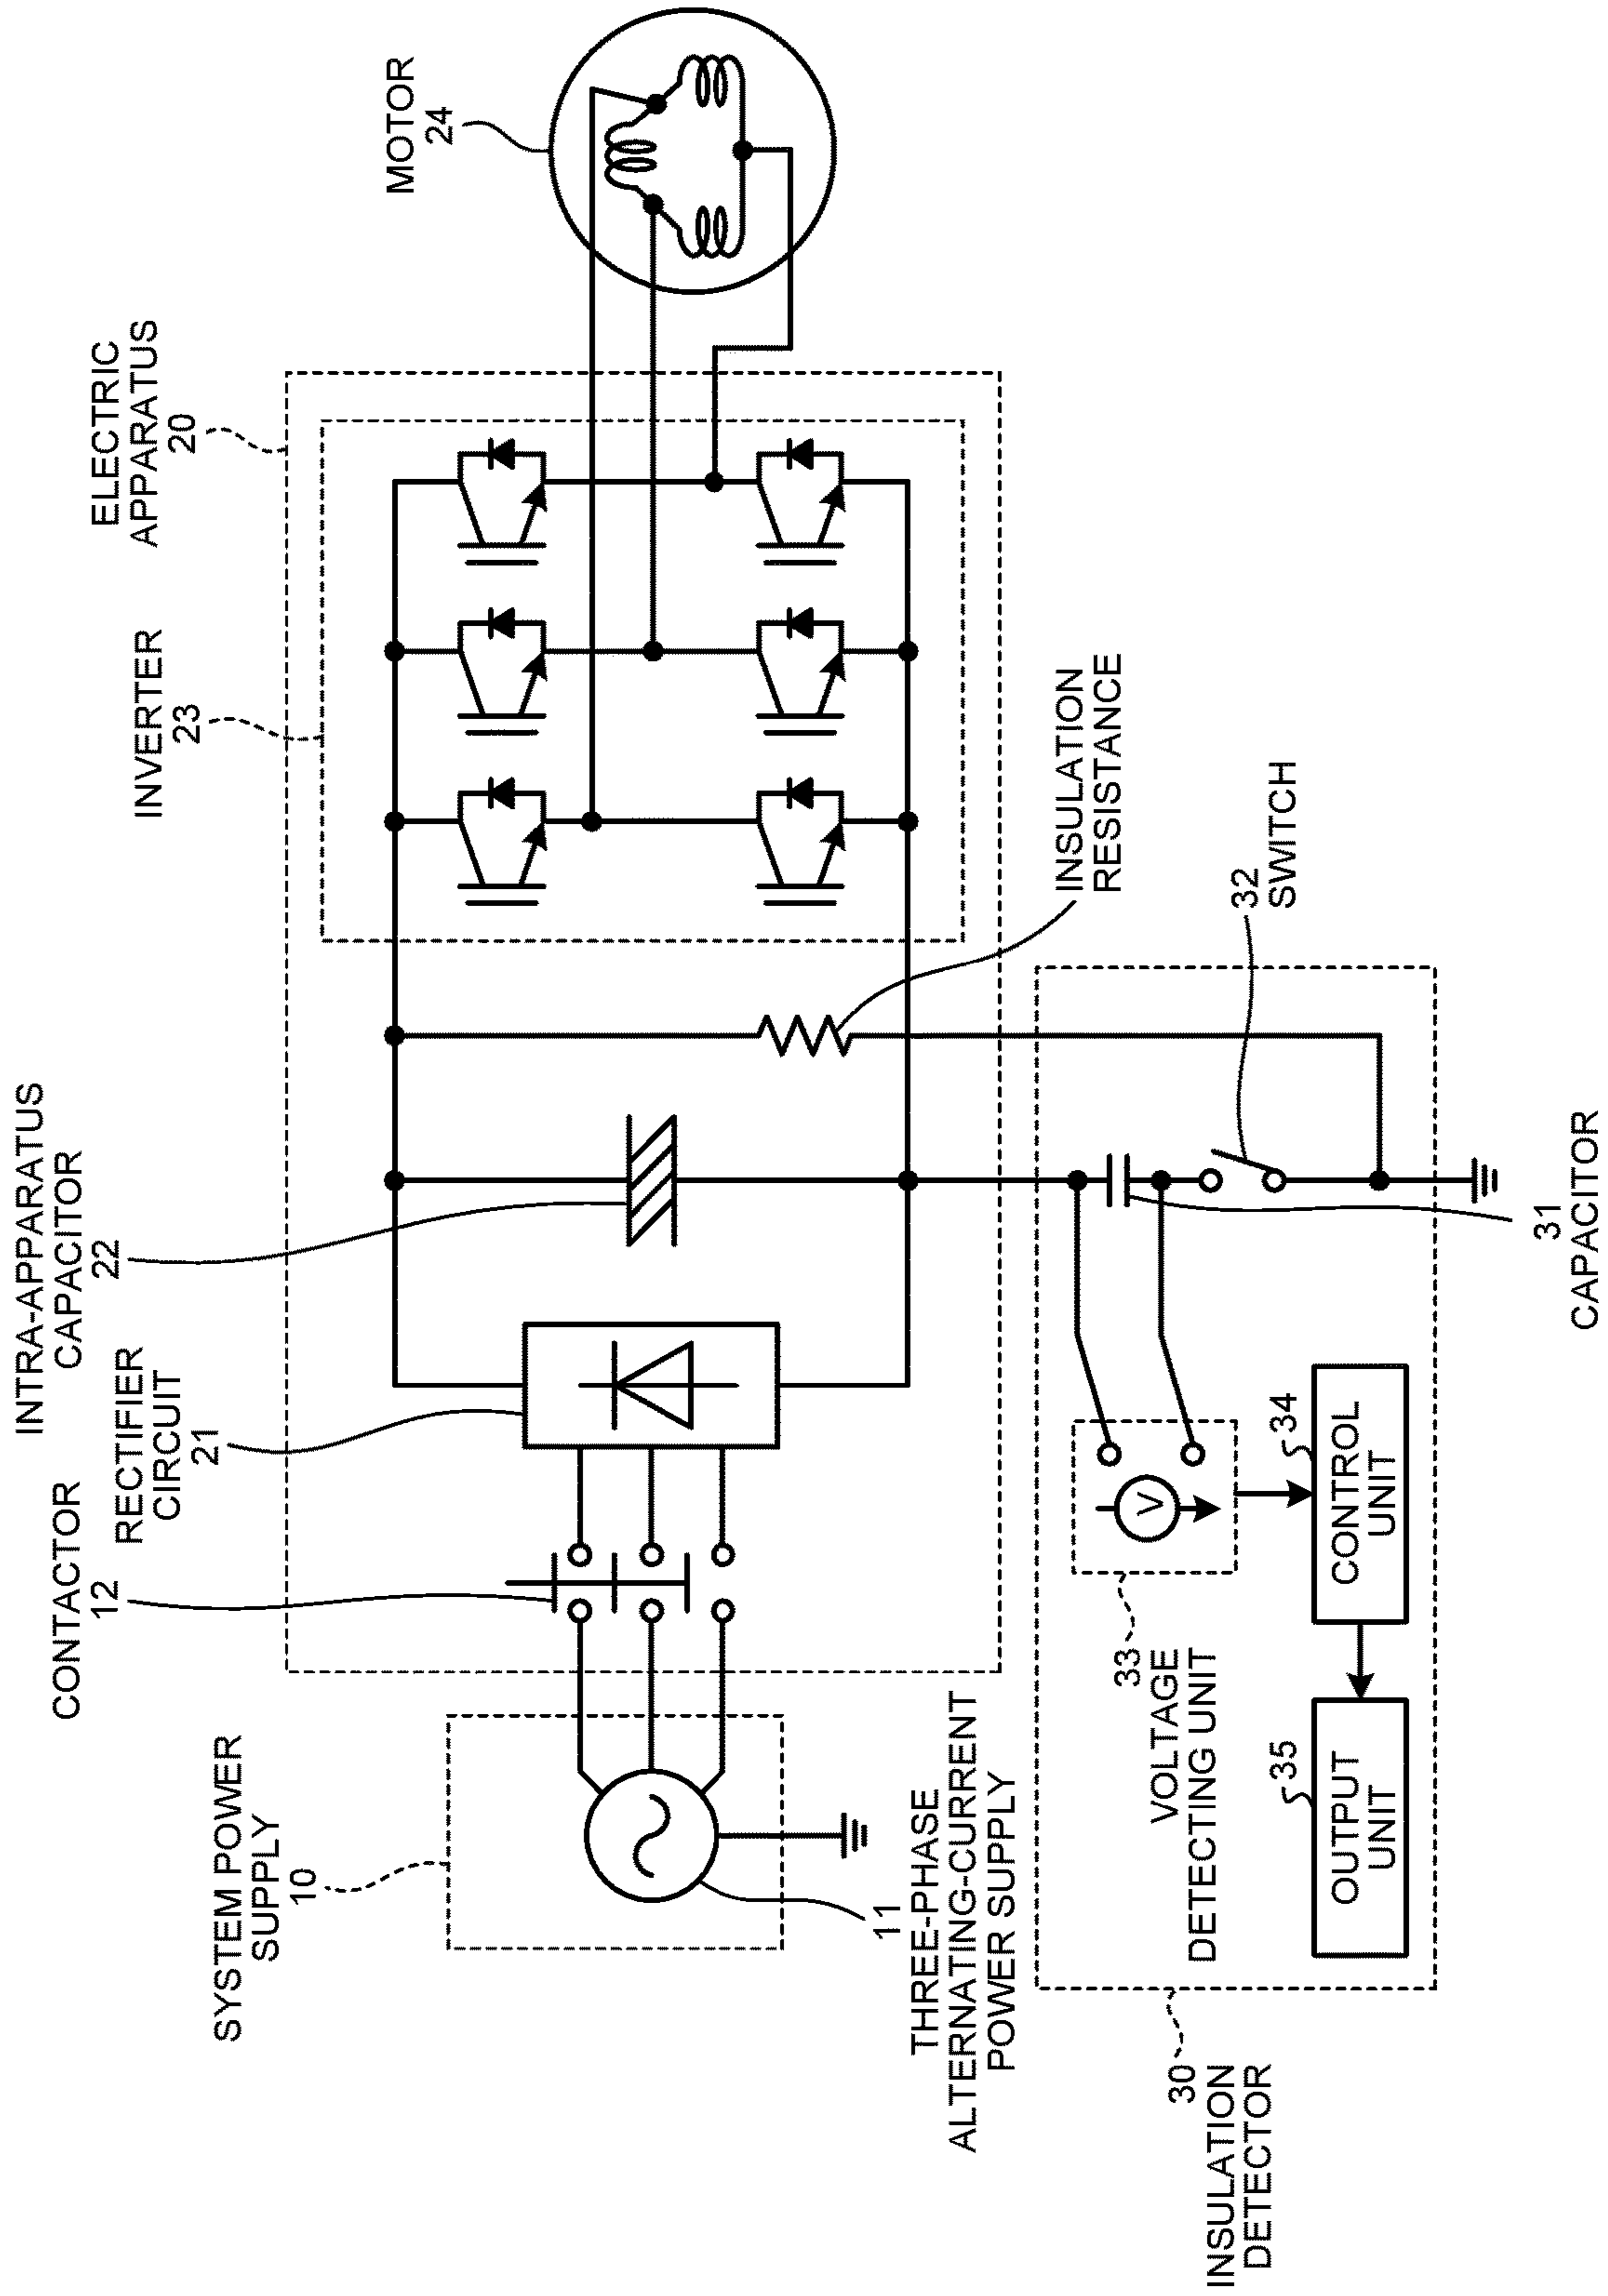 SYSTEM POWER
SUPPLY
10
CONTACTOR
12
RECTIFIER
CIRCUIT
21
INTRA-APPARATUS
CAPACITOR
22
INVERTER
23
ELECTRIC
APPARATUS
20
MOTOR
24
11
THREE-PHASE
ALTERNATING-CURRENT
POWER SUPPLY
INSULATION
RESISTANCE
32
SWITCH
31
CAPACITOR
V
33
VOLTAGE
DETECTING UNIT
34
CONTROL
UNIT
35
OUTPUT
UNIT
30
INSULATION
DETECTOR